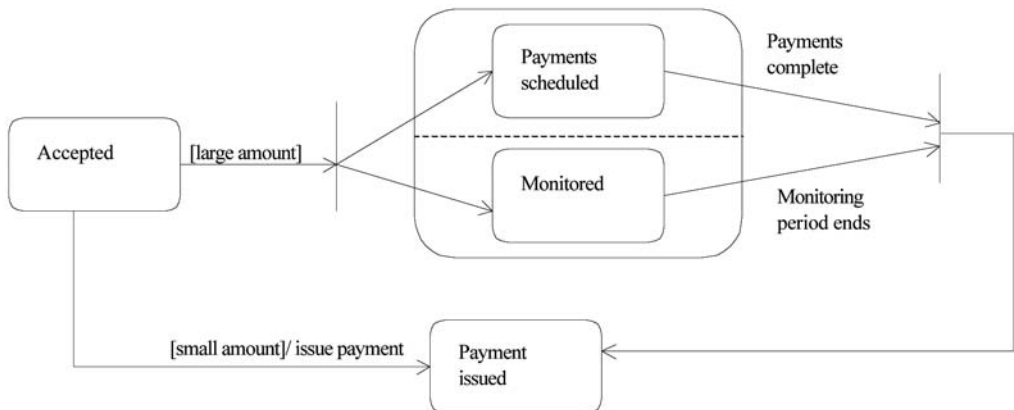 Payments
scheduled
Payments
complete
Accepted
[large amount]
Monitored
Monitoring
period ends
[small amount]/ issue payment
Payment
issued